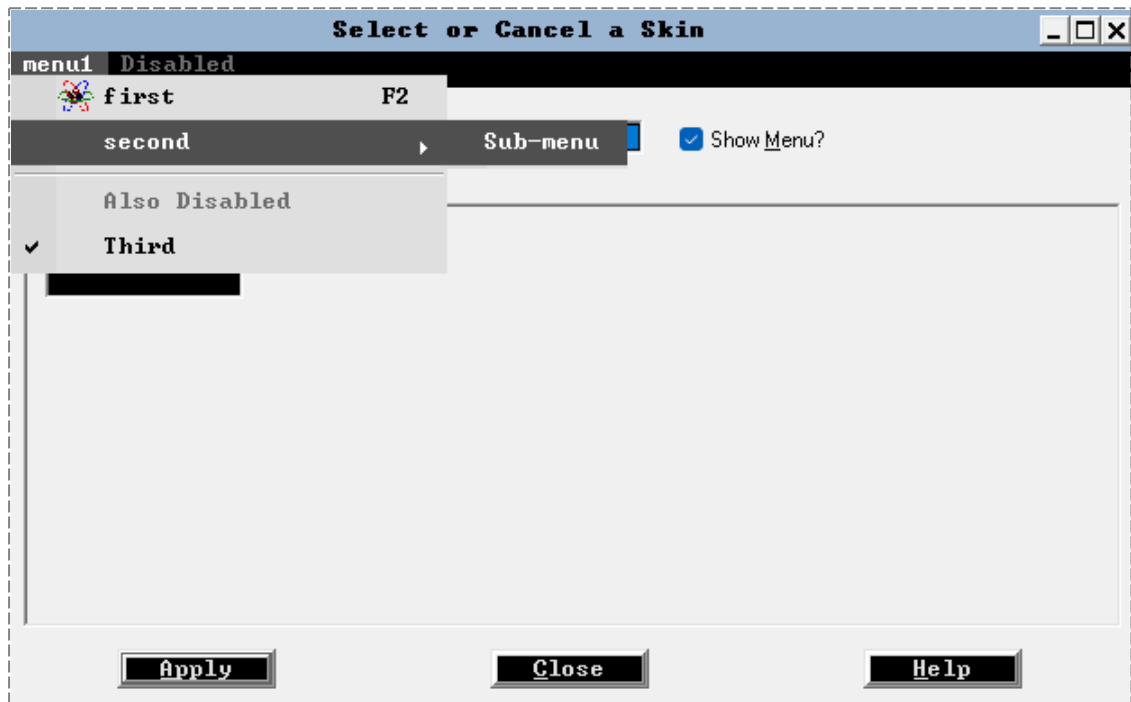 Select or Cancel a Skin
menu1 Disabled
first F2
second Sub-menu
Show Menu?
Also Disabled
Third
Apply Close Help